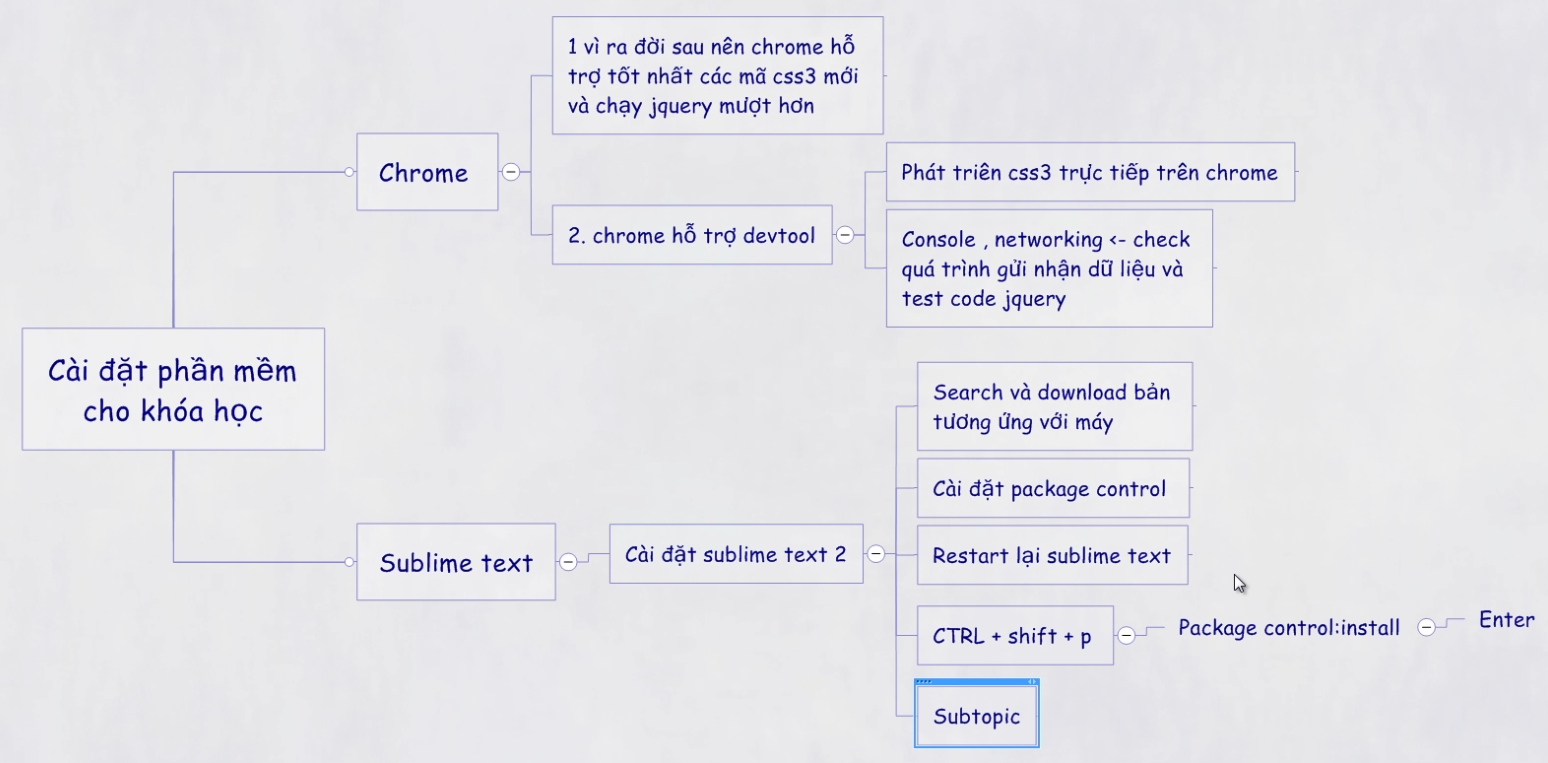 1 vì ra đời sau nên chrome hỗ
trợ tốt nhất các mã css3 mới
và chạy jquery mượt hơn
Chrome
2. chrome hỗ trợ devtool
Phát triên css3 trực tiếp trên chrome
Console , networking <- check
quá trình gửi nhận dữ liệu và
test code jquery
Cài đặt phần mềm
cho khóa học
Sublime text
Cài đặt sublime text 2
Search và download bản
tương ứng với máy
Cài đặt package control
Restart lại sublime text
CTRL + shift + p
Package control:install
Enter
Subtopic